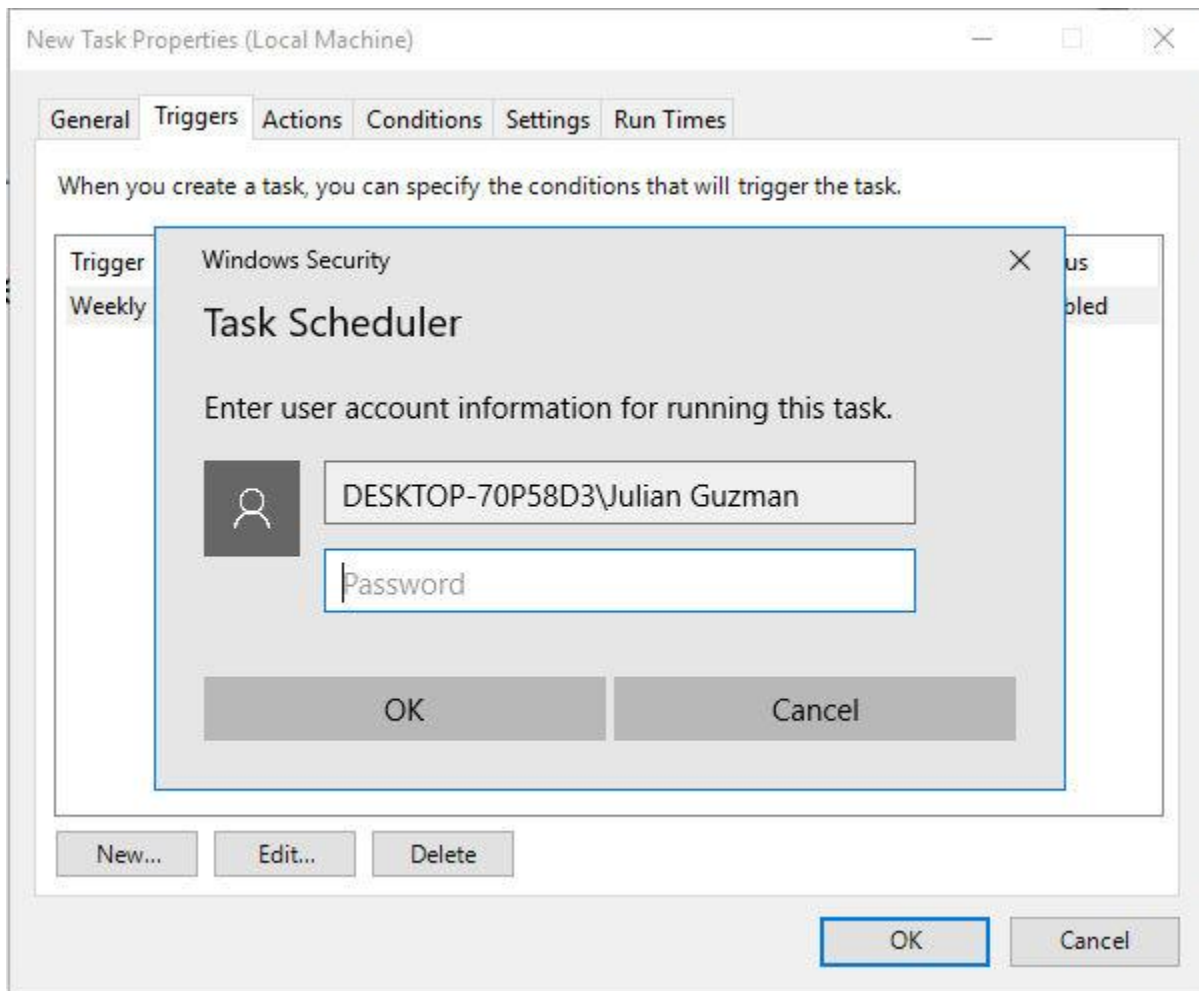 New Task Properties (Local Machine)
General Triggers Actions Conditions Settings Run Times
When you create a task, you can specify the conditions that will trigger the task.
Trigger
Weekly
Windows Security
Task Scheduler
Enter user account information for running this task.
DESKTOP-70P58D3\Julian Guzman
Password
OK Cancel
New... Edit... Delete
OK Cancel